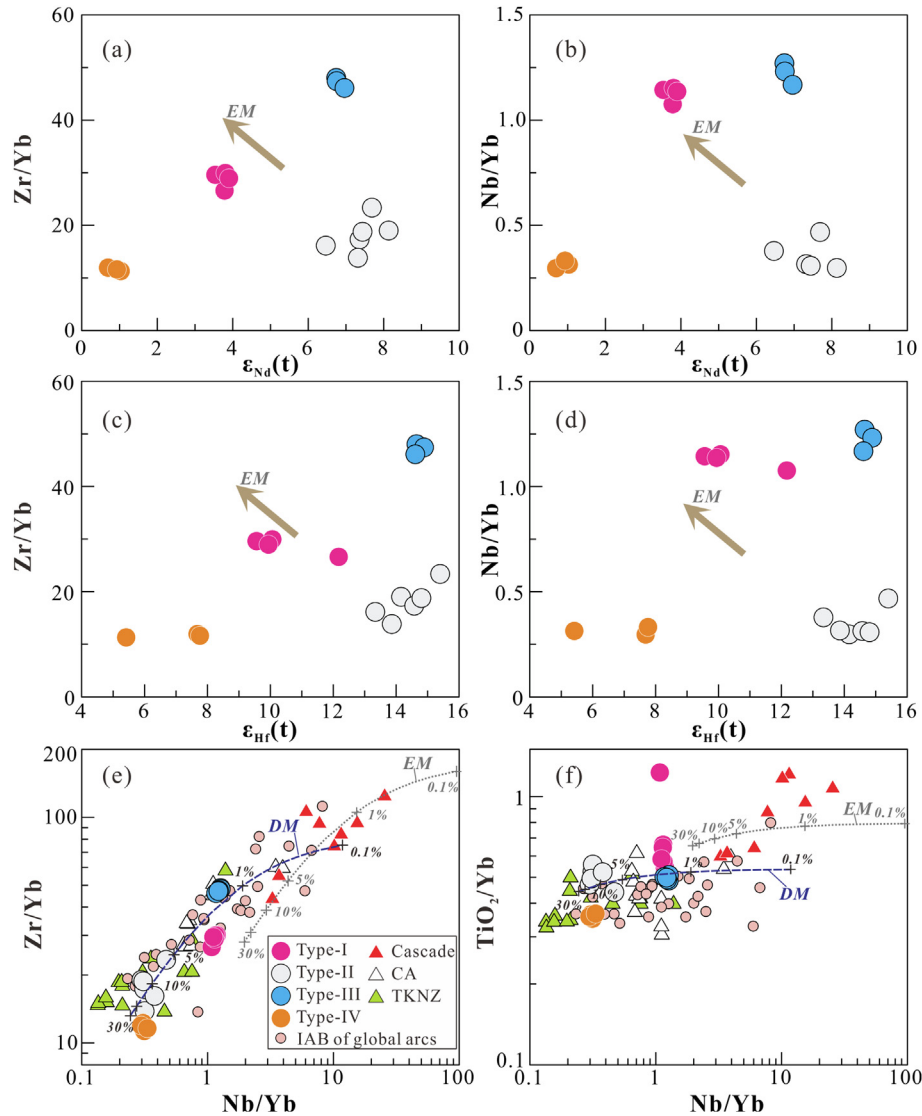 60
(a)
EM
40
Zr/Yb
20
0
0 2 4 6 8 10
εNd(t)
1.5
(b)
EM
1.0
Nb/Yb
0.5
0
0 2 4 6 8 10
εNd(t)
60
(c)
EM
40
Zr/Yb
20
0
4 6 8 10 12 14 16
εHf(t)
1.5
(d)
1.0
EM
Nb/Yb
0.5
0
4 6 8 10 12 14 16
εHf(t)
200
(e)
EM
0.1%
100
1%
DM
0.1%
1%
5%
10%
5%
30%
10%
30%
Zr/Yb
10
Type-I
Cascade
Type-II
CA
Type-III
TKNZ
Type-IV
IAB of global arcs
0.1 1 10 100
Nb/Yb
(f)
1
EM 0.1%
30% 10% 5% 1%
5% 1% 0.1%
30%
DM
TiO2/Yb
0.1
0.1 1 10 100
Nb/Yb